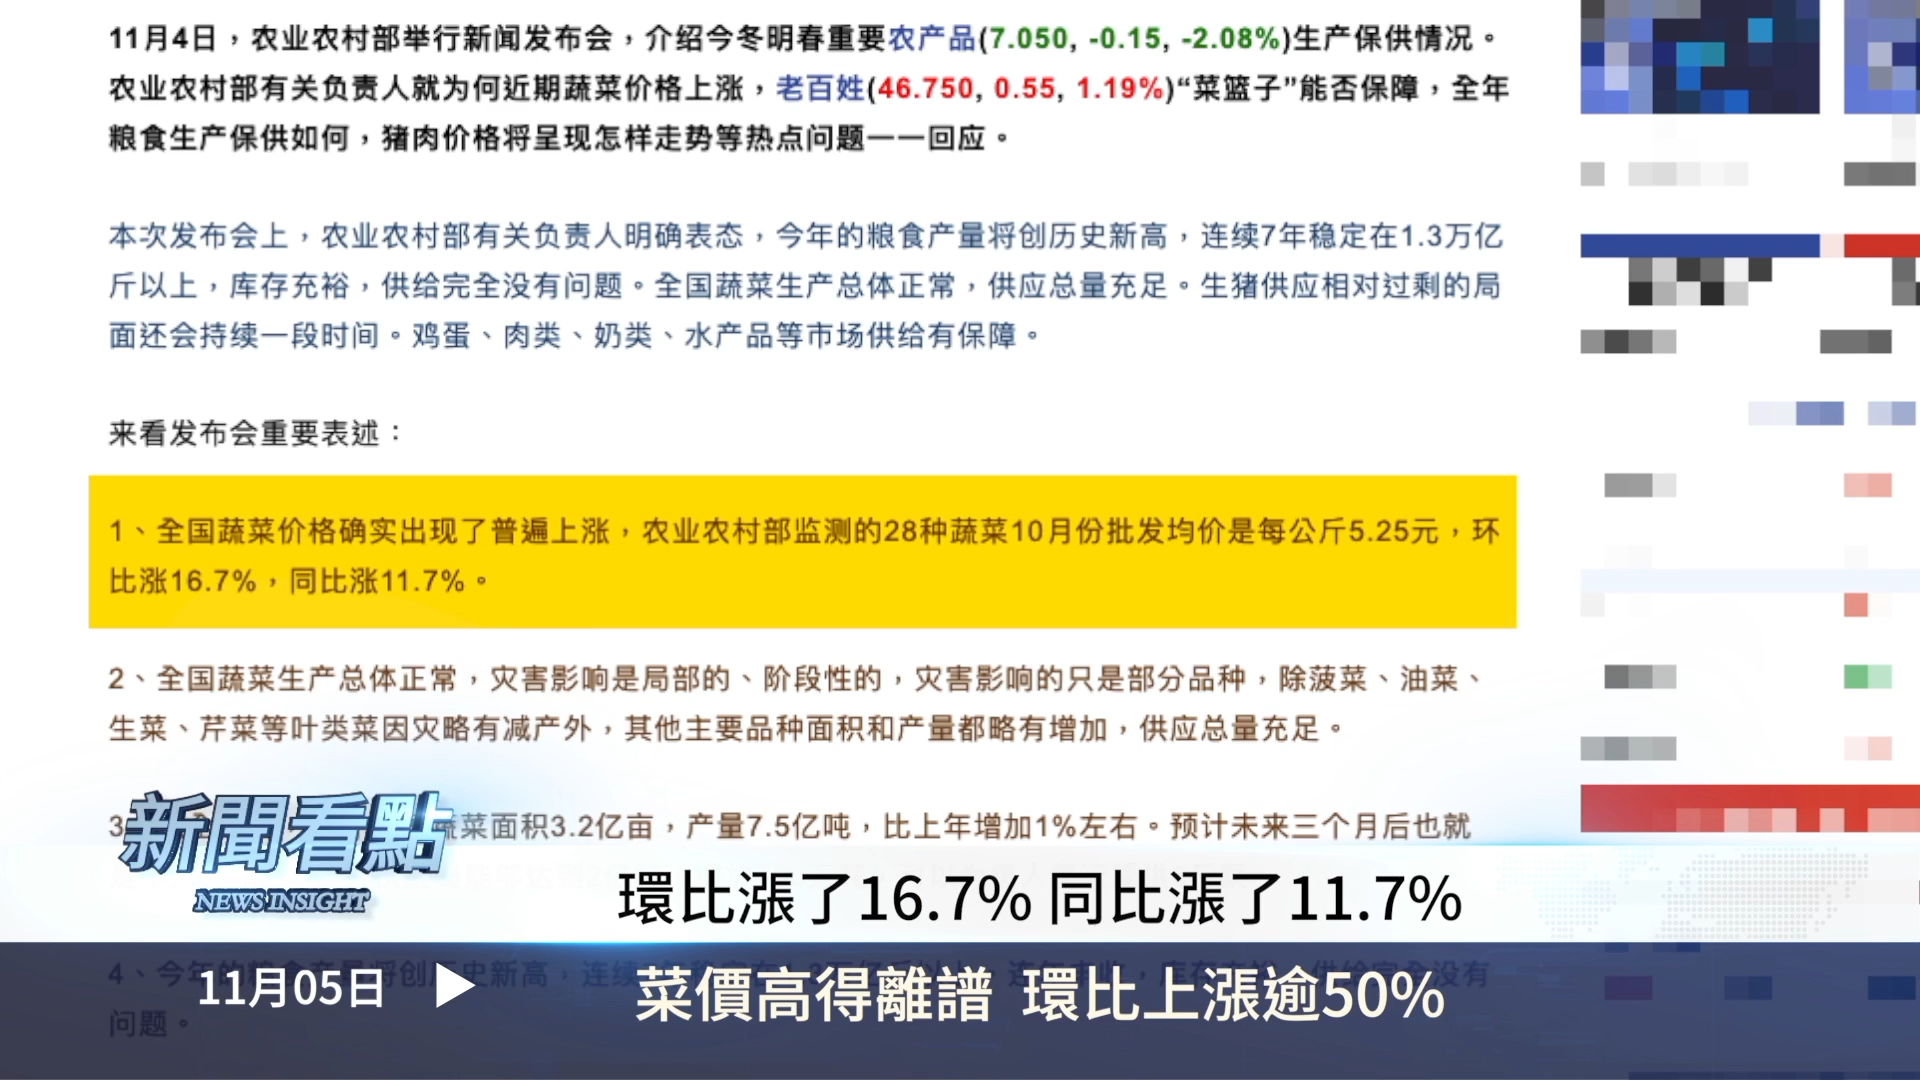 11月4日，农业农村部举行新闻发布会，介绍今冬明春重要农产品(7.050, -0.15, -2.08%)生产保供情况。
农业农村部有关负责人就为何近期蔬菜价格上涨，老百姓(46.750, 0.55, 1.19%)“菜篮子”能否保障，全年
粮食生产保供如何，猪肉价格将呈现怎样走势等热点问题一一回应。
本次发布会上，农业农村部有关负责人明确表态，今年的粮食产量将创历史新高，连续7年稳定在1.3万亿
斤以上，库存充裕，供给完全没有问题。全国蔬菜生产总体正常，供应总量充足。生猪供应相对过剩的局
面还会持续一段时间。鸡蛋、肉类、奶类、水产品等市场供给有保障。
来看发布会重要表述：
1、全国蔬菜价格确实出现了普遍上涨，农业农村部监测的28种蔬菜10月份批发均价是每公斤5.25元，环
比涨16.7%，同比涨11.7%。
2、全国蔬菜生产总体正常，灾害影响是局部的、阶段性的，灾害影响的只是部分品种，除菠菜、油菜、
生菜、芹菜等叶类菜因灾略有减产外，其他主要品种面积和产量都略有增加，供应总量充足。
3 蔬菜面积3.2亿亩，产量7.5亿吨，比上年增加1%左右。预计未来三个月后也就
新聞看點
NEWS INSIGHT
環比漲了16.7% 同比漲了11.7%
4、今年的粮食产量将创历史新高，连续
问题。
11月05日
菜價高得離譜 環比上漲逾50%